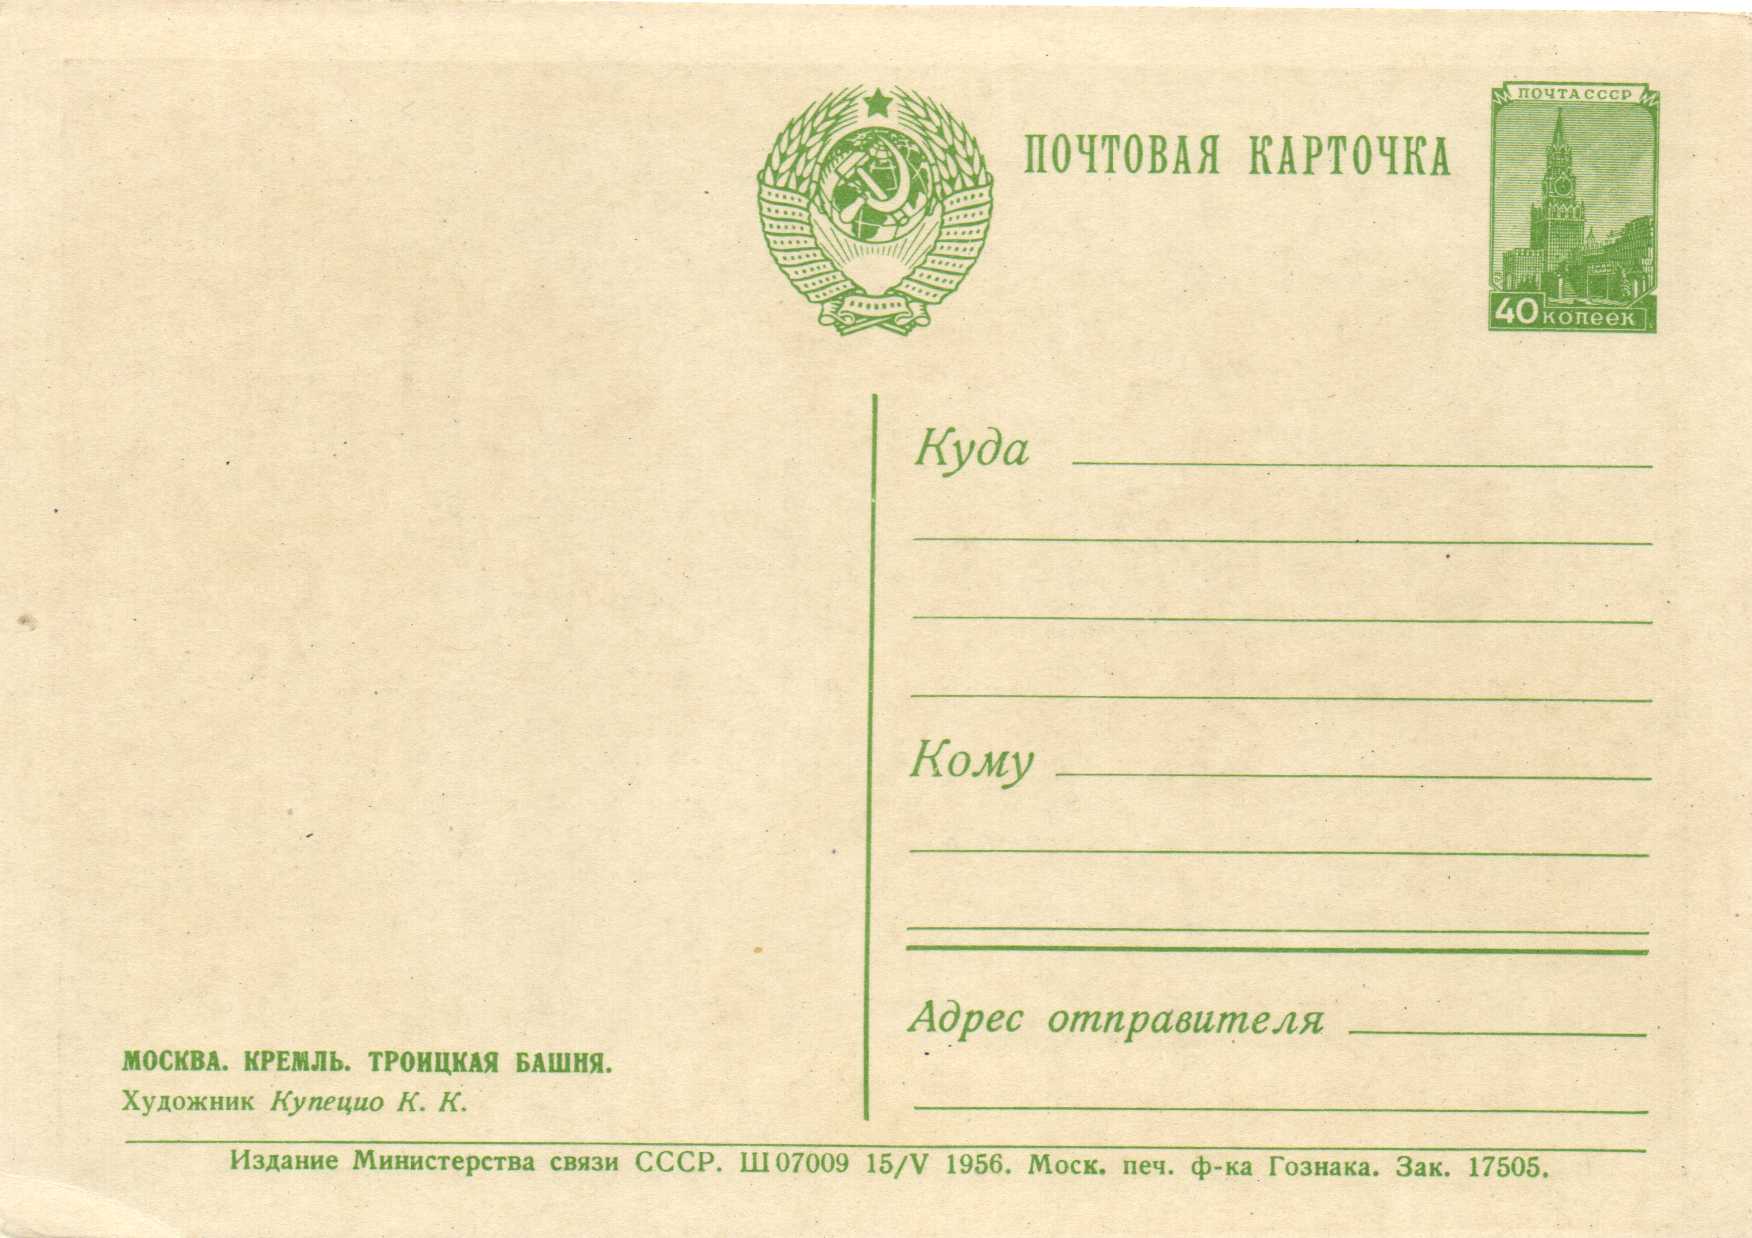 ПОЧТОВАЯ КАРТОЧКА
ПОЧТА СССР
40 копеек
Куда
Кому
Адрес отправителя
МОСКВА. КРЕМЛЬ. ТРОИЦКАЯ БАШНЯ.
Художник Купецио К. К.
Издание Министерства связи СССР. Ш 07009 15/V 1956. Моск. печ. ф-ка Гознака. Зак. 17505.